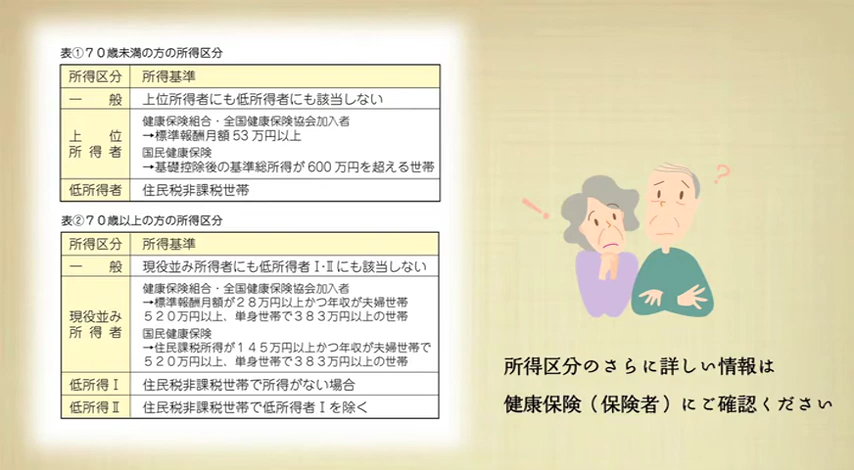 表①70歳未満の方の所得区分
所得区分 所得基準
一 般 上位所得者にも低所得者にも該当しない
上 位
所 得 者
健康保険組合・全国健康保険協会加入者
→標準報酬月額53万円以上
国民健康保険
→基礎控除後の基準総所得が600万円を超える世帯
低所得者 住民税非課税世帯
表②70歳以上の方の所得区分
所得区分 所得基準
一 般 現役並み所得者にも低所得者Ⅰ・Ⅱにも該当しない
現役並み
所 得 者
健康保険組合・全国健康保険協会加入者
→標準報酬月額が28万円以上かつ年収が夫婦世帯
520万円以上、単身世帯で383万円以上の世帯
国民健康保険
→住民課税所得が145万円以上かつ年収が夫婦世帯で
520万円以上、単身世帯で383万円以上の世帯
低所得Ⅰ 住民税非課税世帯で所得がない場合
低所得Ⅱ 住民税非課税世帯で低所得者Ⅰを除く
! ?
所得区分のさらに詳しい情報は
健康保険(保険者)にご確認ください